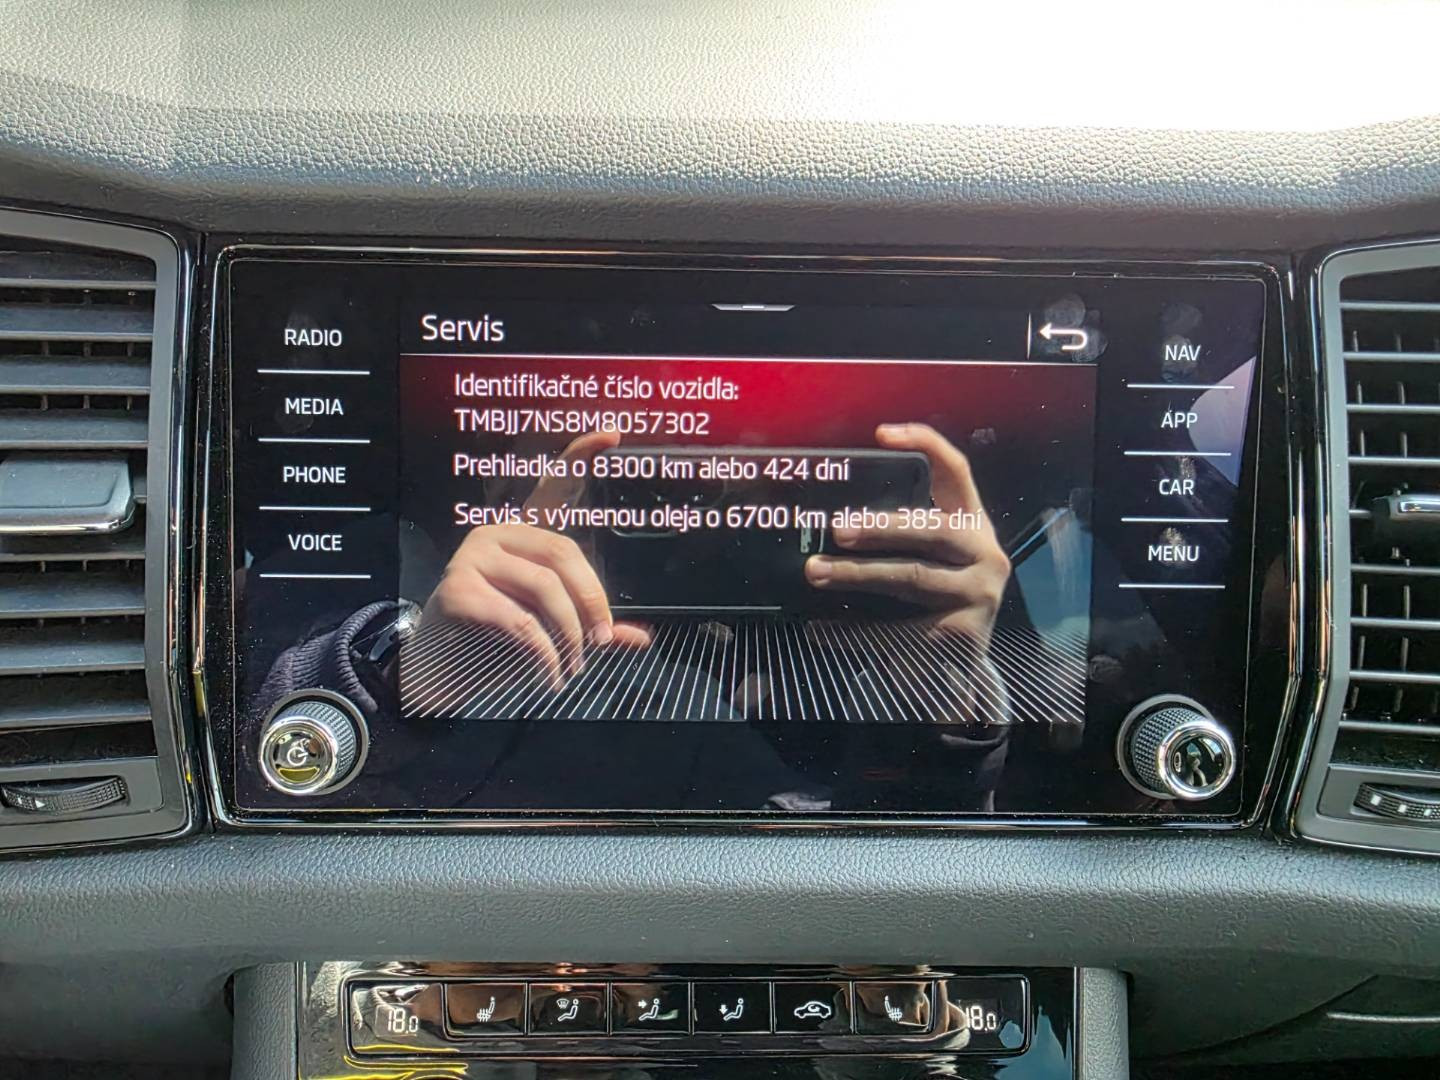 Servis
RADIO
MEDIA
PHONE
VOICE
Identifikačné číslo vozidla:
TMBJJ7NS8M8057302
Prehliadka o 8300 km alebo 424 dní
Servis s výmenou oleja o 6700 km alebo 385 dní
NAV
APP
CAR
MENU
18.0
18.0